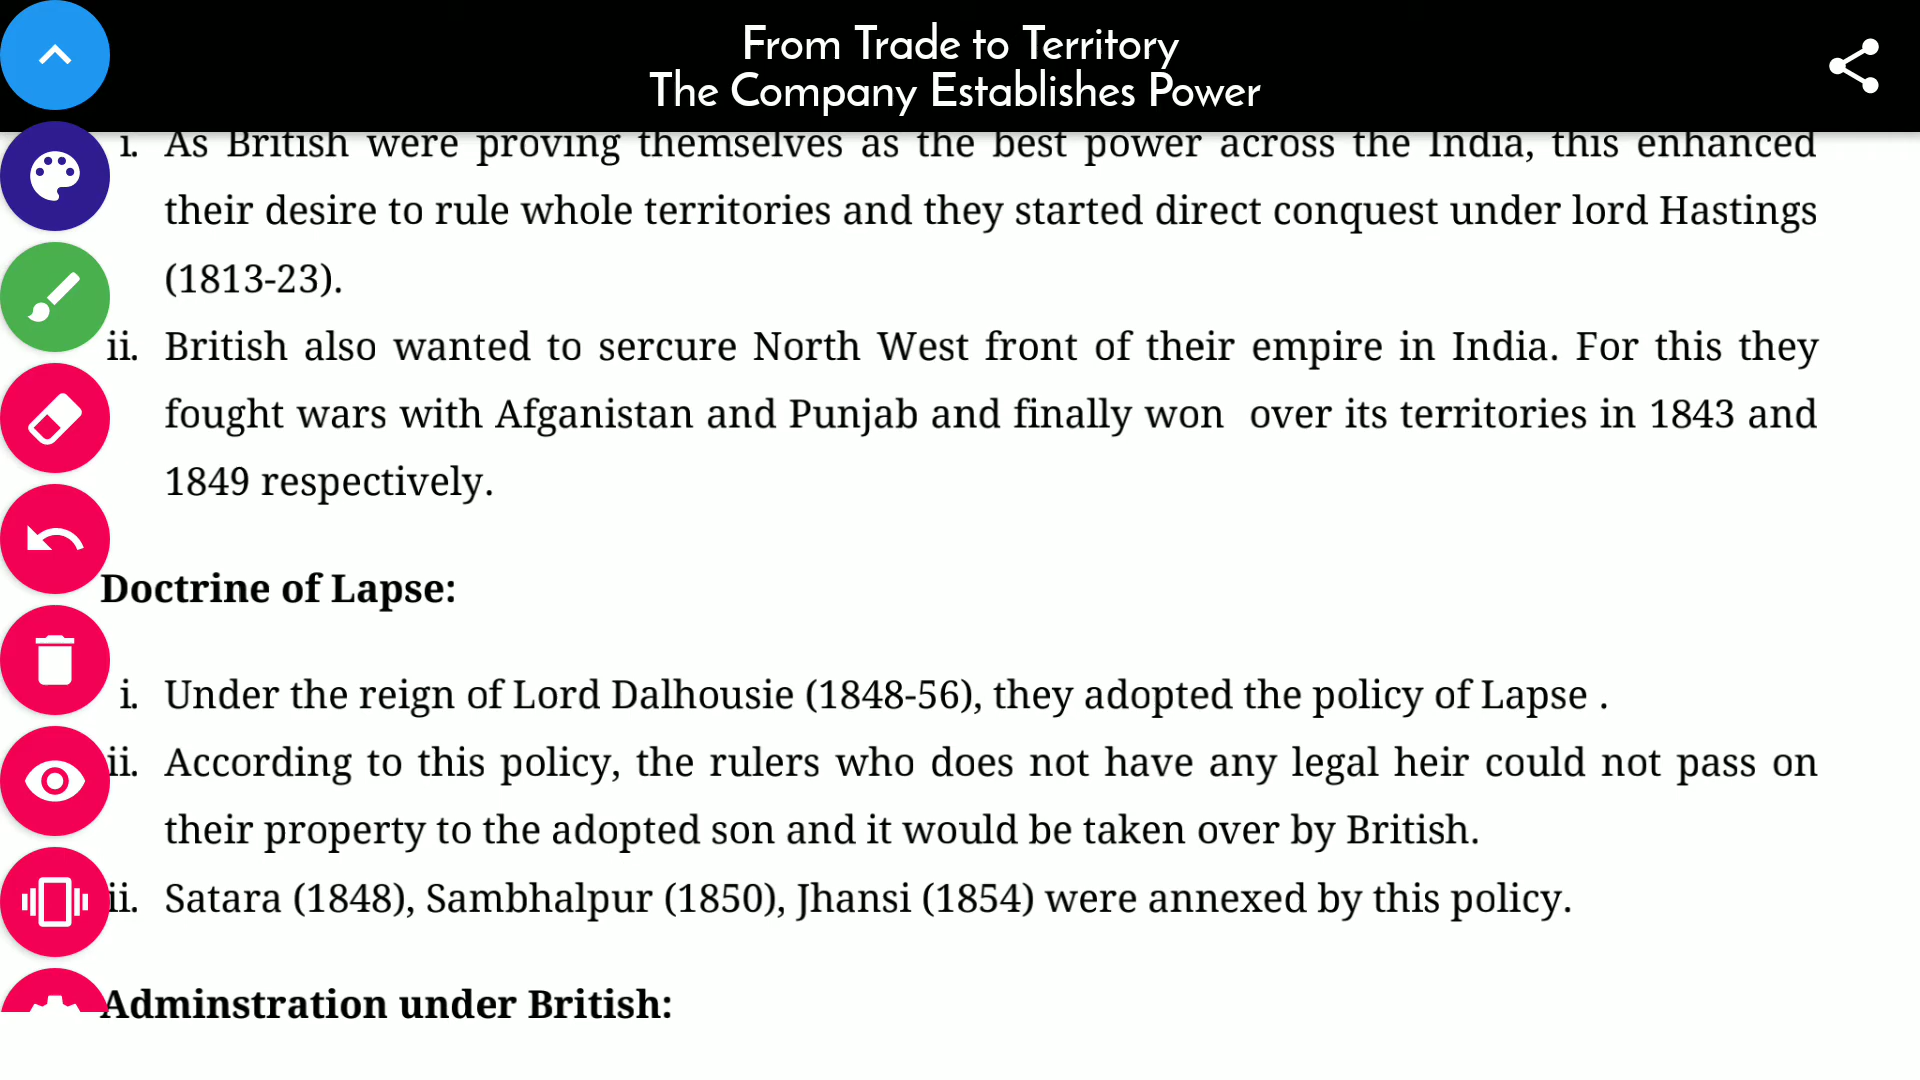 From Trade to Territory
The Company Establishes Power
i. As British were proving themselves as the best power across the India, this enhanced
their desire to rule whole territories and they started direct conquest under lord Hastings
(1813-23).
ii. British also wanted to sercure North West front of their empire in India. For this they
fought wars with Afganistan and Punjab and finally won over its territories in 1843 and
1849 respectively.
Doctrine of Lapse:
i. Under the reign of Lord Dalhousie (1848-56), they adopted the policy of Lapse .
ii. According to this policy, the rulers who does not have any legal heir could not pass on
their property to the adopted son and it would be taken over by British.
ii. Satara (1848), Sambhalpur (1850), Jhansi (1854) were annexed by this policy.
Adminstration under British: